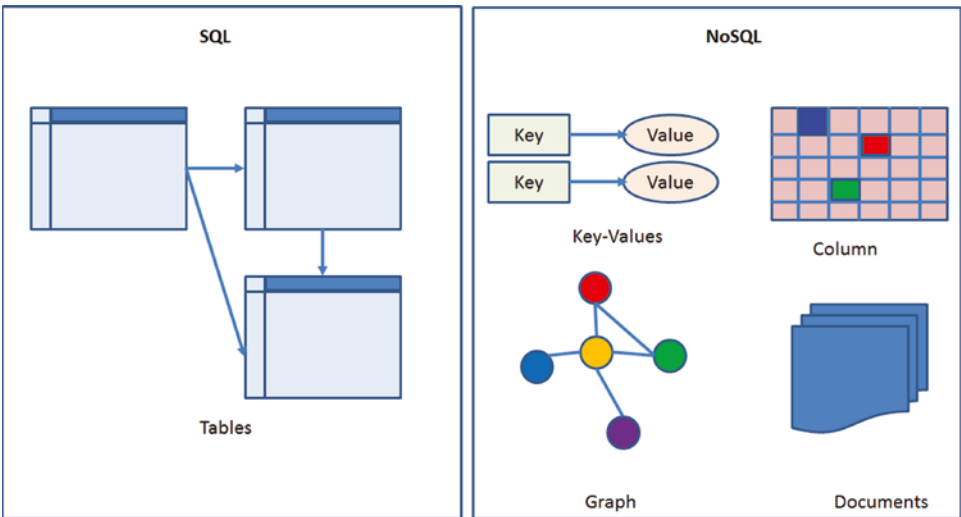 SQL
Tables
NoSQL
Key
Value
Key
Value
Key-Values
Column
Graph
Documents